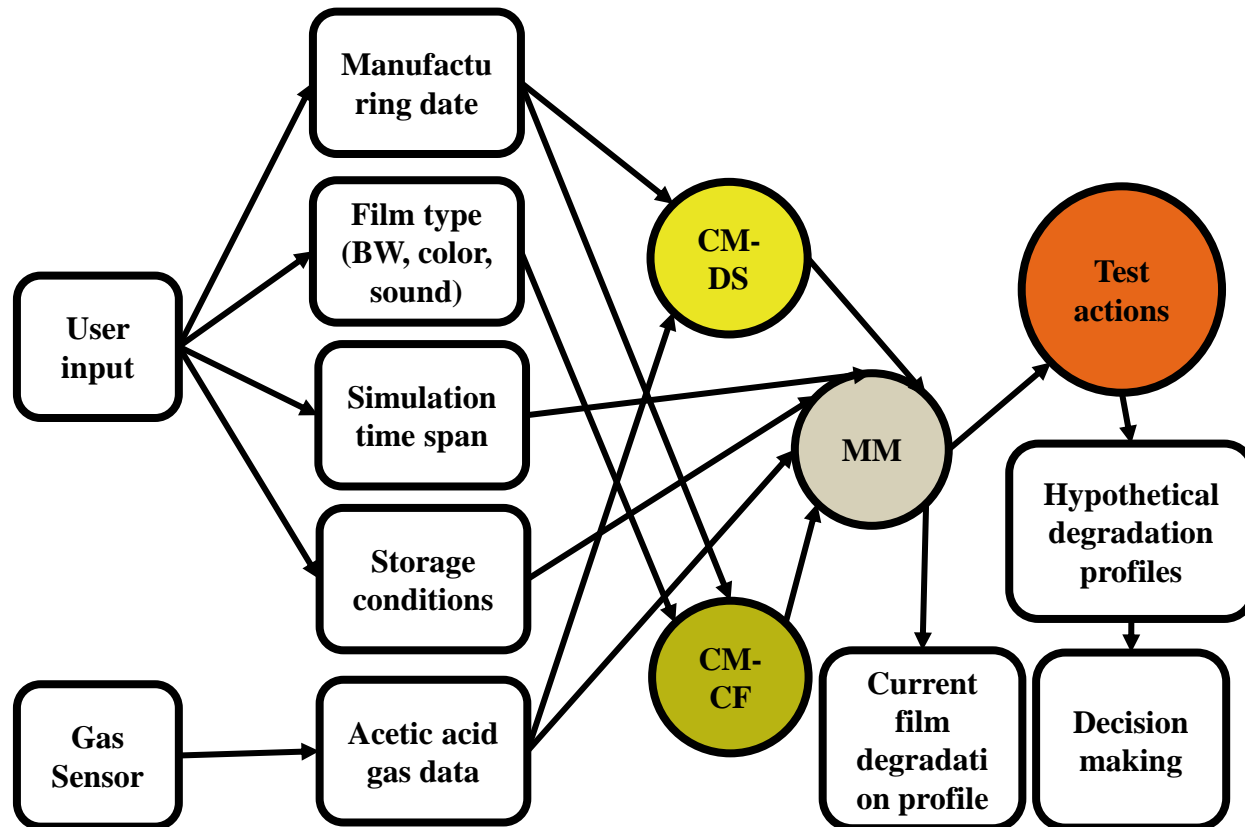 User
input
Gas
Sensor
Manufactu
ring date
Film type
(BW, color,
sound)
Simulation
time span
Storage
conditions
Acetic acid
gas data
CM-
DS
CM-
CF
MM
Current
film
degradati
on profile
Test
actions
Hypothetical
degradation
profiles
Decision
making